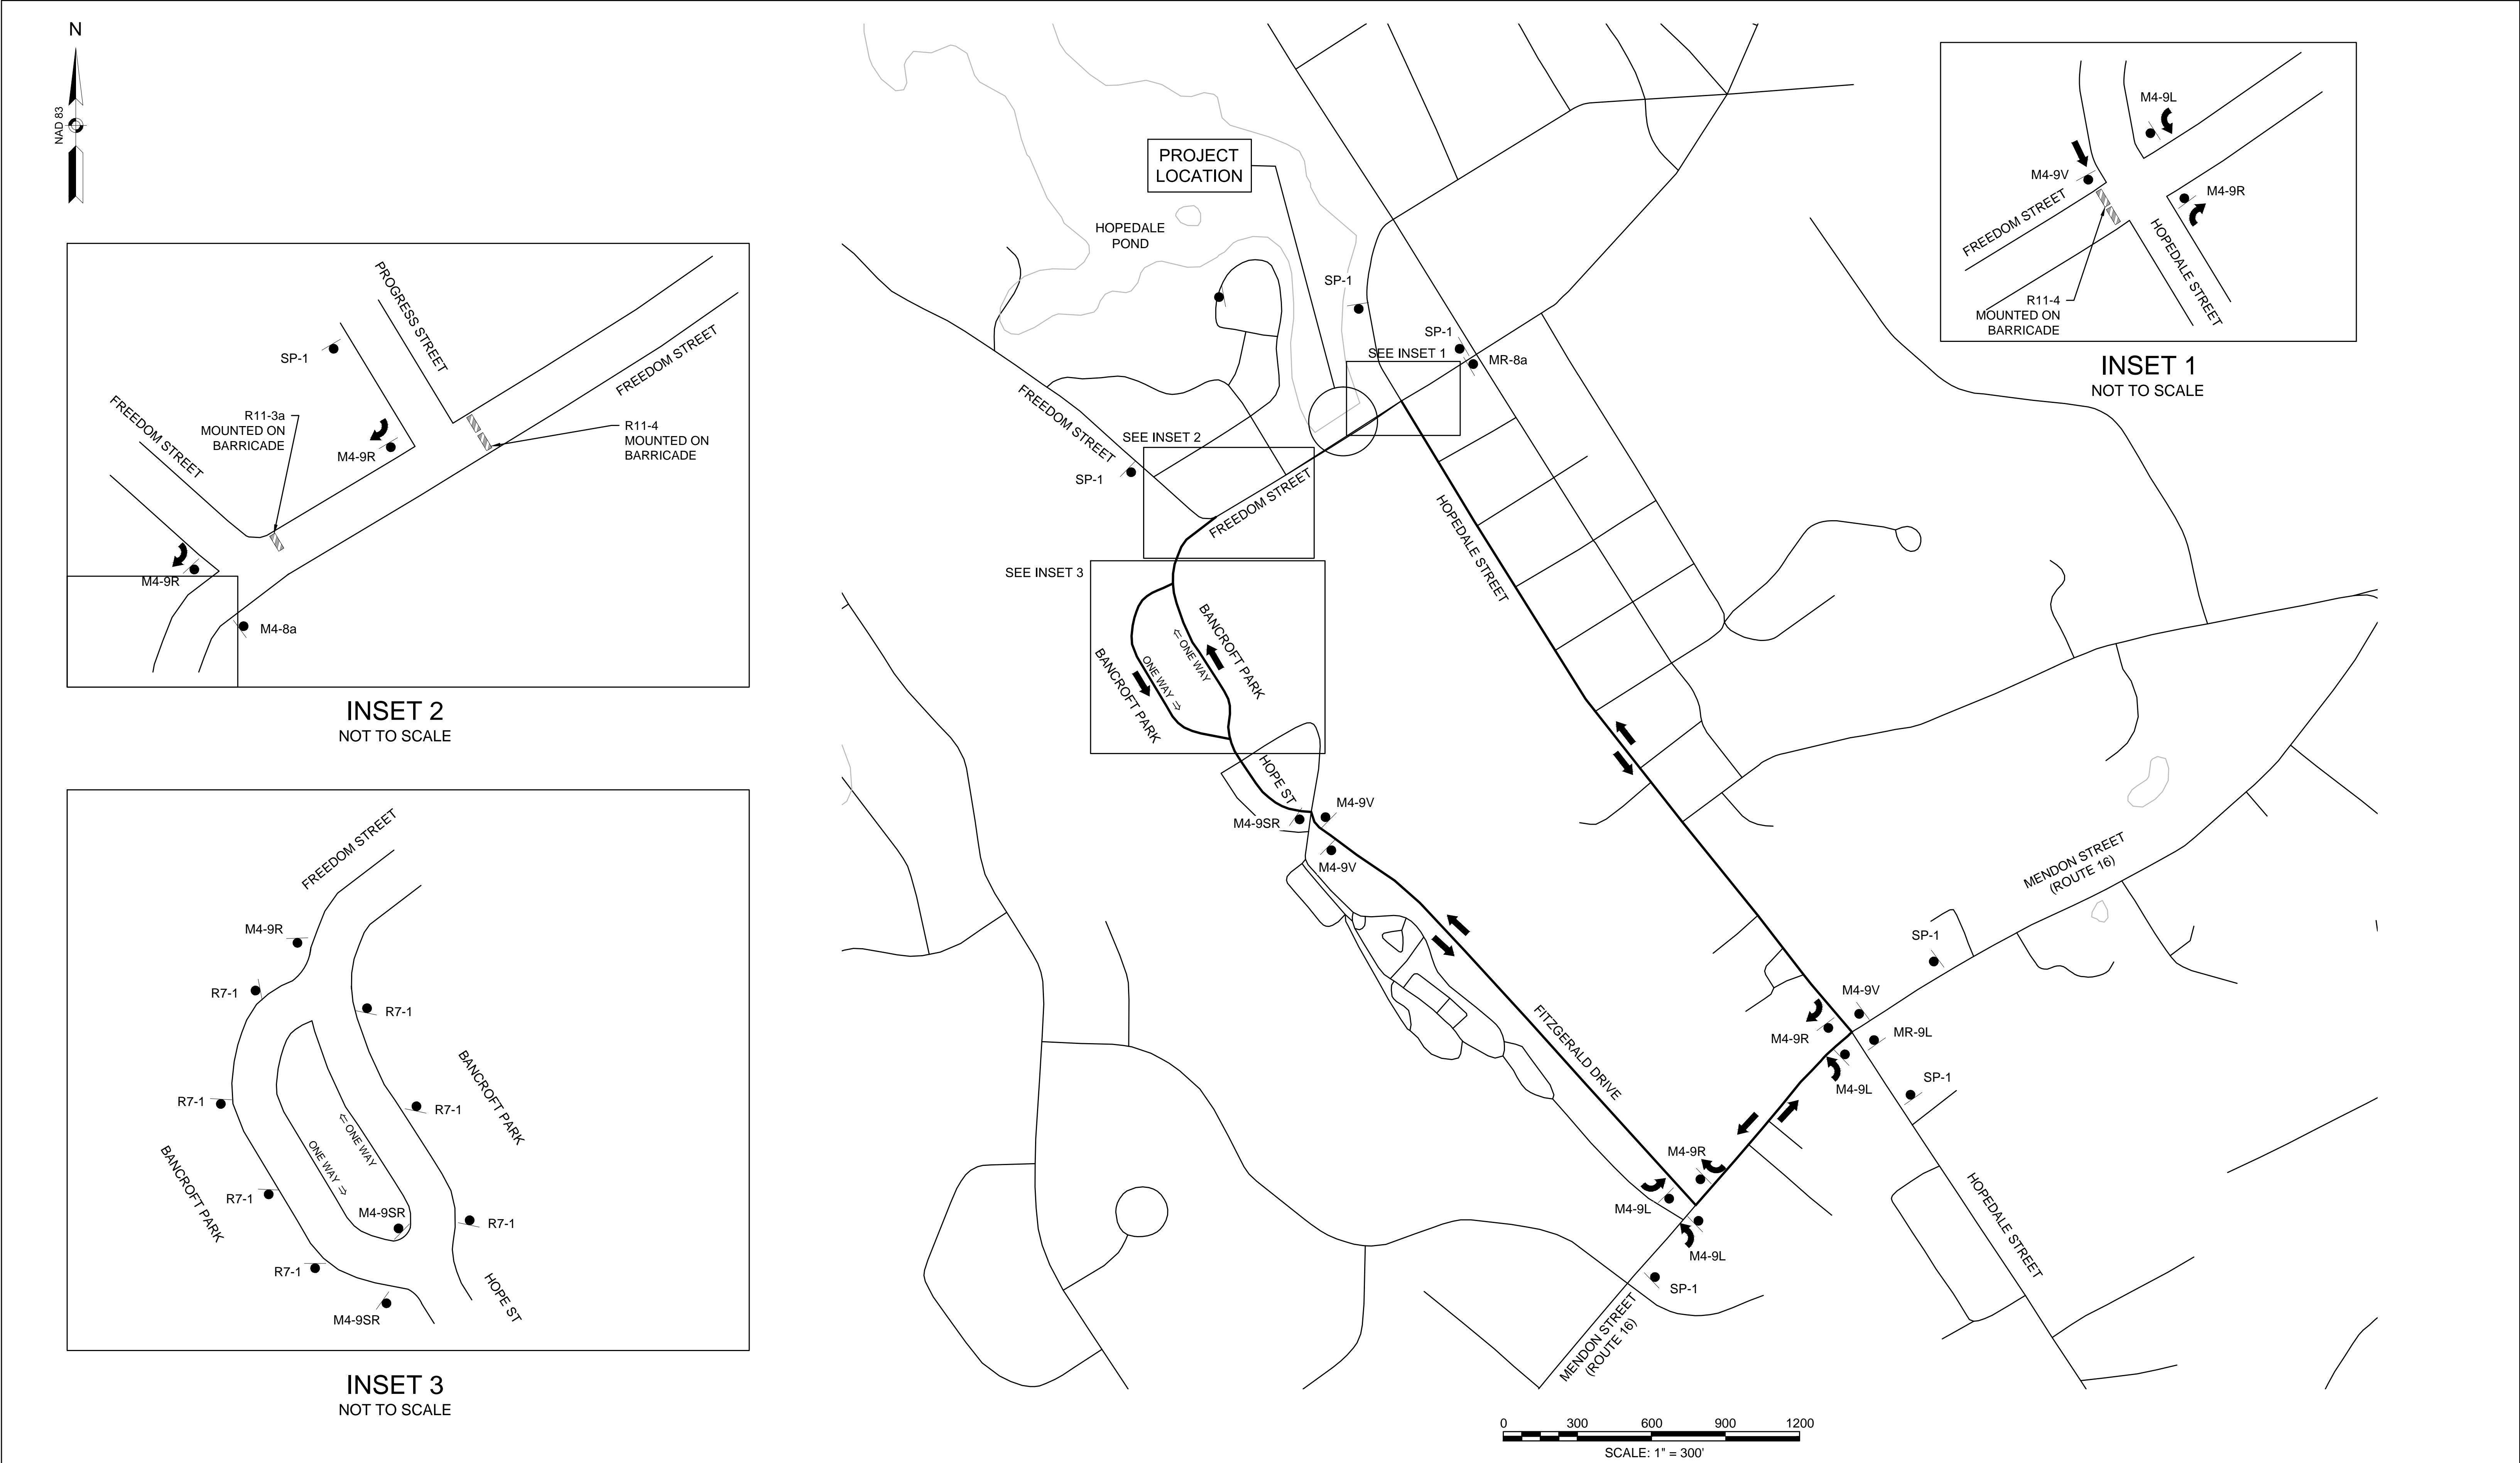 N
NAD 83
PROGRESS STREET
FREEDOM STREET
SP-1
FREEDOM STREET
R11-3a
MOUNTED ON
BARRICADE
M4-9R
R11-4
MOUNTED ON
BARRICADE
M4-9R
M4-8a
INSET 2
NOT TO SCALE
FREEDOM STREET
M4-9R
R7-1
R7-1
R7-1
R7-1
BANCROFT PARK
⇐ ONE WAY
ONE WAY ⇒
BANCROFT PARK
R7-1
M4-9SR
R7-1
R7-1
HOPE ST
M4-9SR
INSET 3
NOT TO SCALE
PROJECT
LOCATION
HOPEDALE
POND
SP-1
SP-1
SEE INSET 1
MR-8a
FREEDOM STREET
SEE INSET 2
SP-1
FREEDOM STREET
HOPEDALE STREET
SEE INSET 3
BANCROFT PARK
⇐ ONE WAY
ONE WAY ⇒
BANCROFT PARK
HOPE ST
M4-9V
M4-9SR
M4-9V
MENDON STREET
(ROUTE 16)
SP-1
M4-9V
M4-9R
MR-9L
M4-9L
SP-1
FITZGERALD DRIVE
M4-9R
M4-9L
M4-9L
SP-1
HOPEDALE STREET
MENDON STREET
(ROUTE 16)
0 300 600 900 1200
SCALE: 1" = 300'
M4-9L
M4-9V
M4-9R
FREEDOM STREET
HOPEDALE STREET
R11-4
MOUNTED ON
BARRICADE
INSET 1
NOT TO SCALE